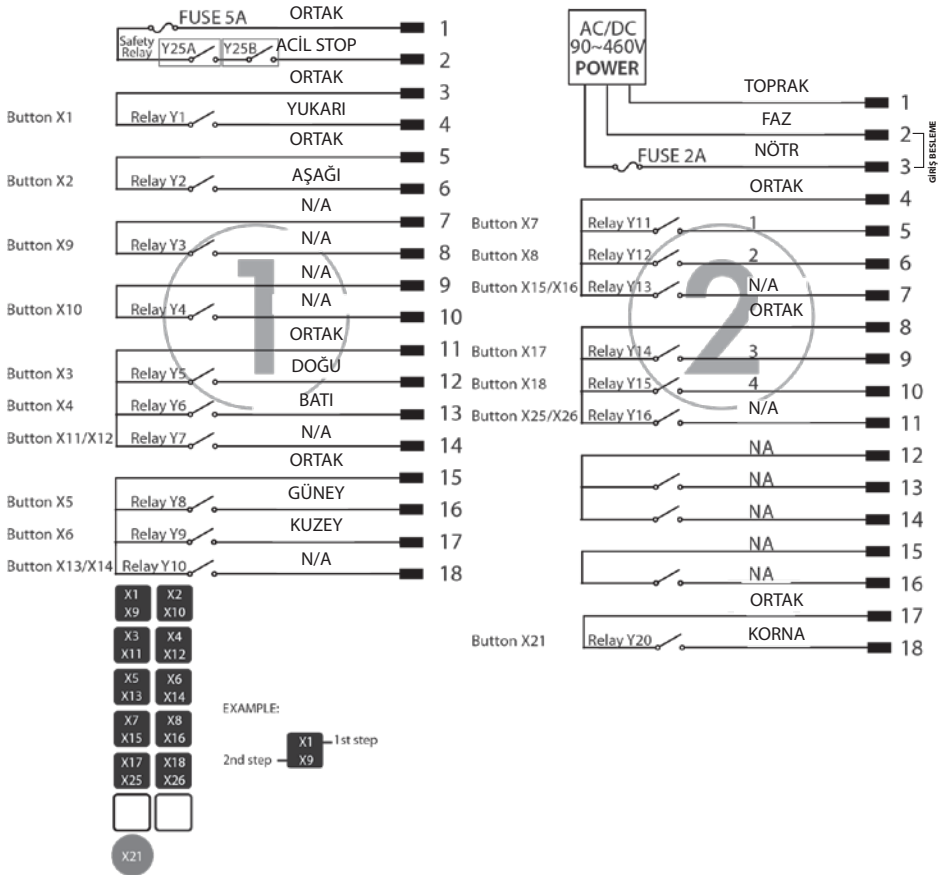 FUSE 5A ORTAK 1
Safety Relay Y25A Y25B ACİL STOP 2
ORTAK 3
Button X1 Relay Y1 YUKARI 4
ORTAK 5
Button X2 Relay Y2 AŞAĞI 6
N/A 7
Button X9 Relay Y3 N/A 8
N/A 9
Button X10 Relay Y4 N/A 10
ORTAK 11
Button X3 Relay Y5 DOĞU 12
Button X4 Relay Y6 BATI 13
Button X11/X12 Relay Y7 N/A 14
ORTAK 15
Button X5 Relay Y8 GÜNEY 16
Button X6 Relay Y9 KUZEY 17
Button X13/X14 Relay Y10 N/A 18
1
AC/DC
90~460V
POWER
TOPRAK 1
FAZ 2
FUSE 2A NÖTR 3
GİRİŞ BESLEME
ORTAK 4
Button X7 Relay Y11 1 5
Button X8 Relay Y12 2 6
Button X15/X16 Relay Y13 N/A 7
ORTAK 8
Button X17 Relay Y14 3 9
Button X18 Relay Y15 4 10
Button X25/X26 Relay Y16 N/A 11
NA 12
NA 13
NA 14
NA 15
NA 16
ORTAK 17
Button X21 Relay Y20 KORNA 18
2
X1 X2
X9 X10
X3 X4
X11 X12
X5 X6
X13 X14
X7 X8
X15 X16
X17 X18
X25 X26
X21
EXAMPLE:
X1 1st step
2nd step X9